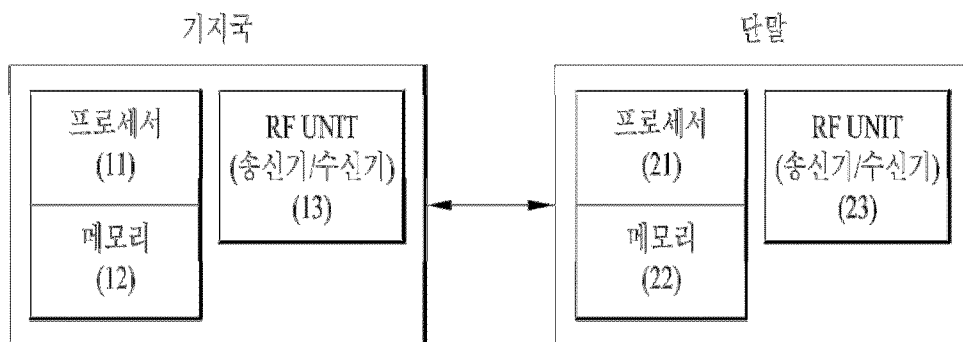 기지국
프로세서
(11)
메모리
(12)
RF UNIT
(송신기/수신기)
(13)
단말
프로세서
(21)
메모리
(22)
RF UNIT
(송신기/수신기)
(23)